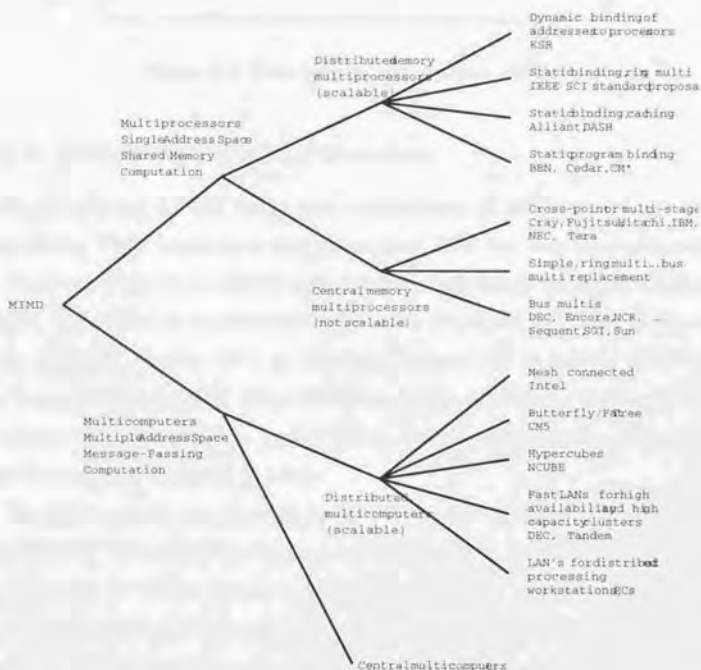 Dynamic binding of
addresses to processors
KSR
Distributed memory
multiprocessors
(scalable)
Static binding, ring multi
IEEE SCI standard proposa
Static binding, caching
Alliant, DASH
Static program binding
BBN, Cedar, CM*
Multiprocessors
Single Address Space
Shared Memory
Computation
Cross-point or multi-stage
Cray, Fujitsu, Hitachi, IBM,
NEC, Tera
Simple, ring multi...bus
multi replacement
Bus multis
DEC, Encore, NCR, ...
Sequent, SGI, Sun
Central memory
multiprocessors
(not scalable)
MIMD
Mesh connected
Intel
Butterfly/Fat Tree
CM5
Hypercubes
NCUBE
Fast LANs for high
availability and high
capacity clusters
DEC, Tandem
LAN's for distributed
processing
workstations, PCs
Multicomputers
Multiple Address Space
Message-Passing
Computation
Distributed
multicomputers
(scalable)
Central multicomputers